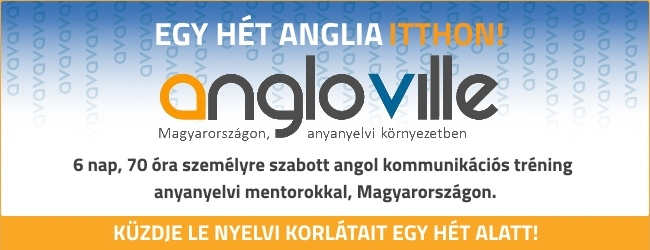 EGY HÉT ANGLIA ITTHON!
angloville
Magyarországon, anyanyelvi környezetben
6 nap, 70 óra személyre szabott angol kommunikációs tréning
anyanyelvi mentorokkal, Magyarországon.
KÜZDJE LE NYELVI KORLÁTAIT EGY HÉT ALATT!